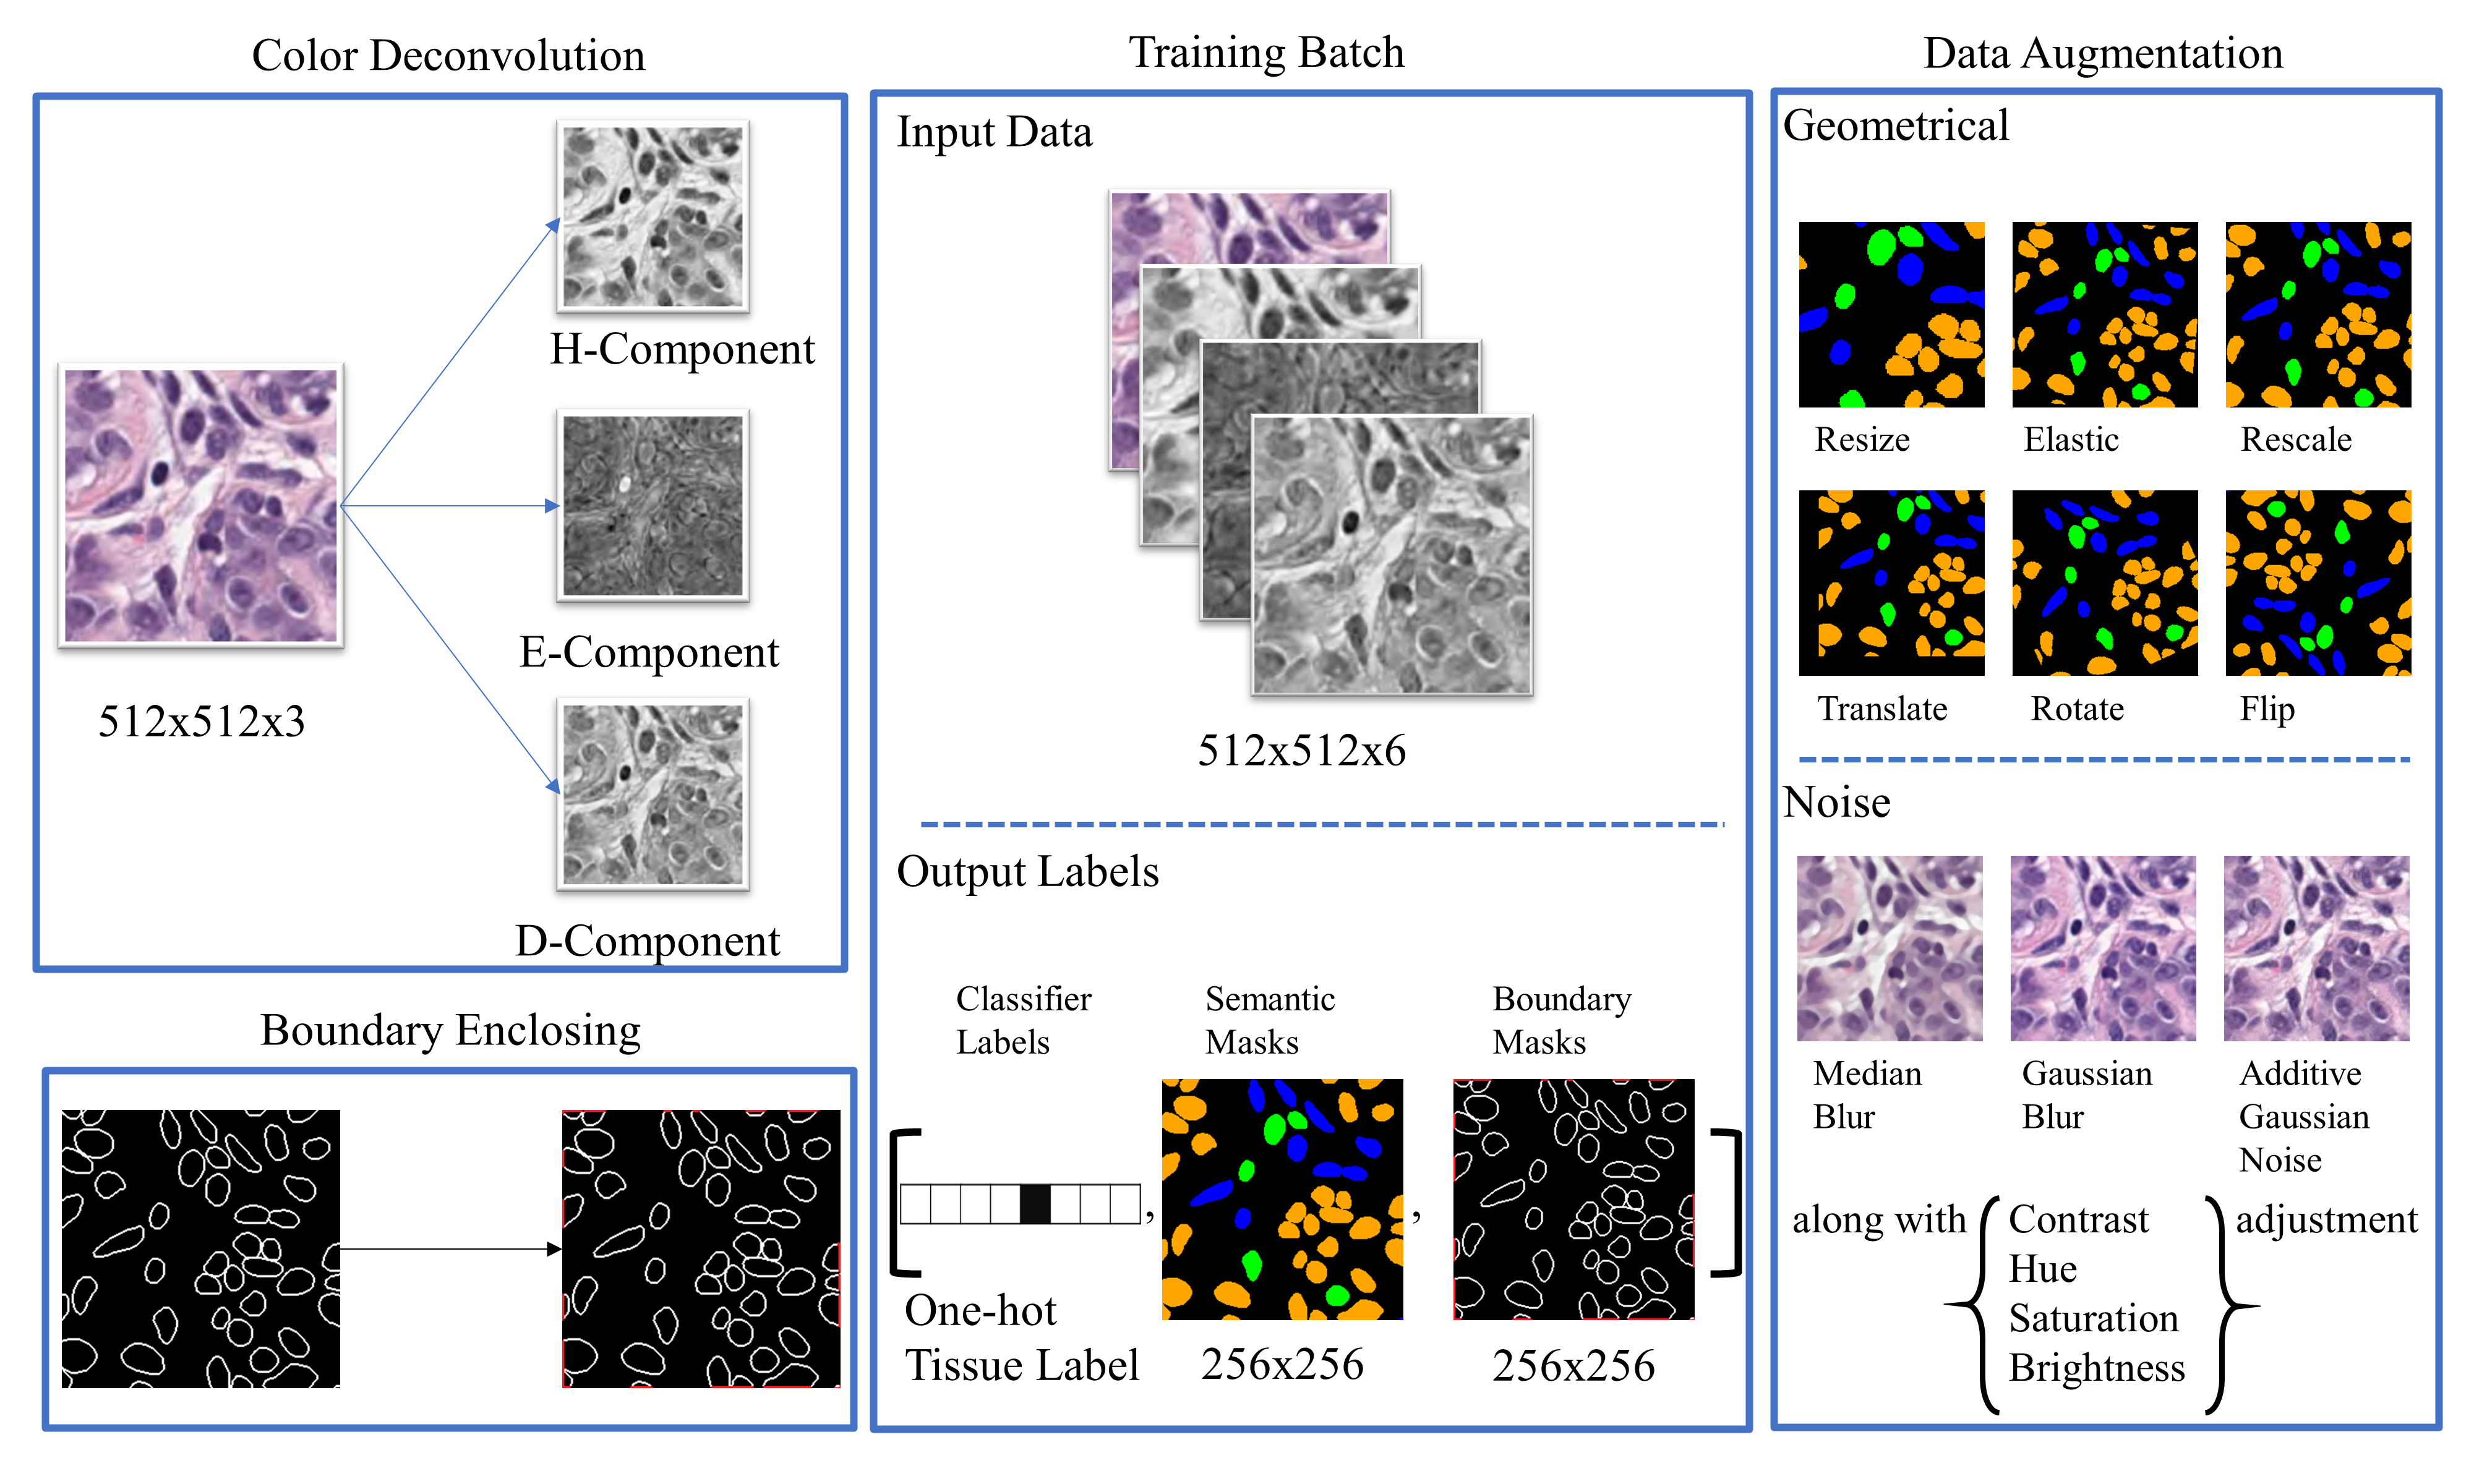 Color Deconvolution
H-Component
E-Component
D-Component
512x512x3
Boundary Enclosing
Training Batch
Input Data
512x512x6
Output Labels
Classifier
Labels
Semantic
Masks
Boundary
Masks
,
,
One-hot
Tissue Label
256x256
256x256
Data Augmentation
Geometrical
Resize
Elastic
Rescale
Translate
Rotate
Flip
Noise
Median
Blur
Gaussian
Blur
Additive
Gaussian
Noise
along with
Contrast
Hue
Saturation
Brightness
adjustment